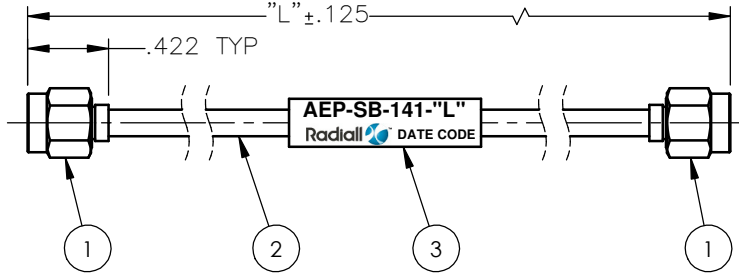 "L"±.125
.422 TYP
AEP-SB-141-"L"
Radiall DATE CODE
1
2
3
1